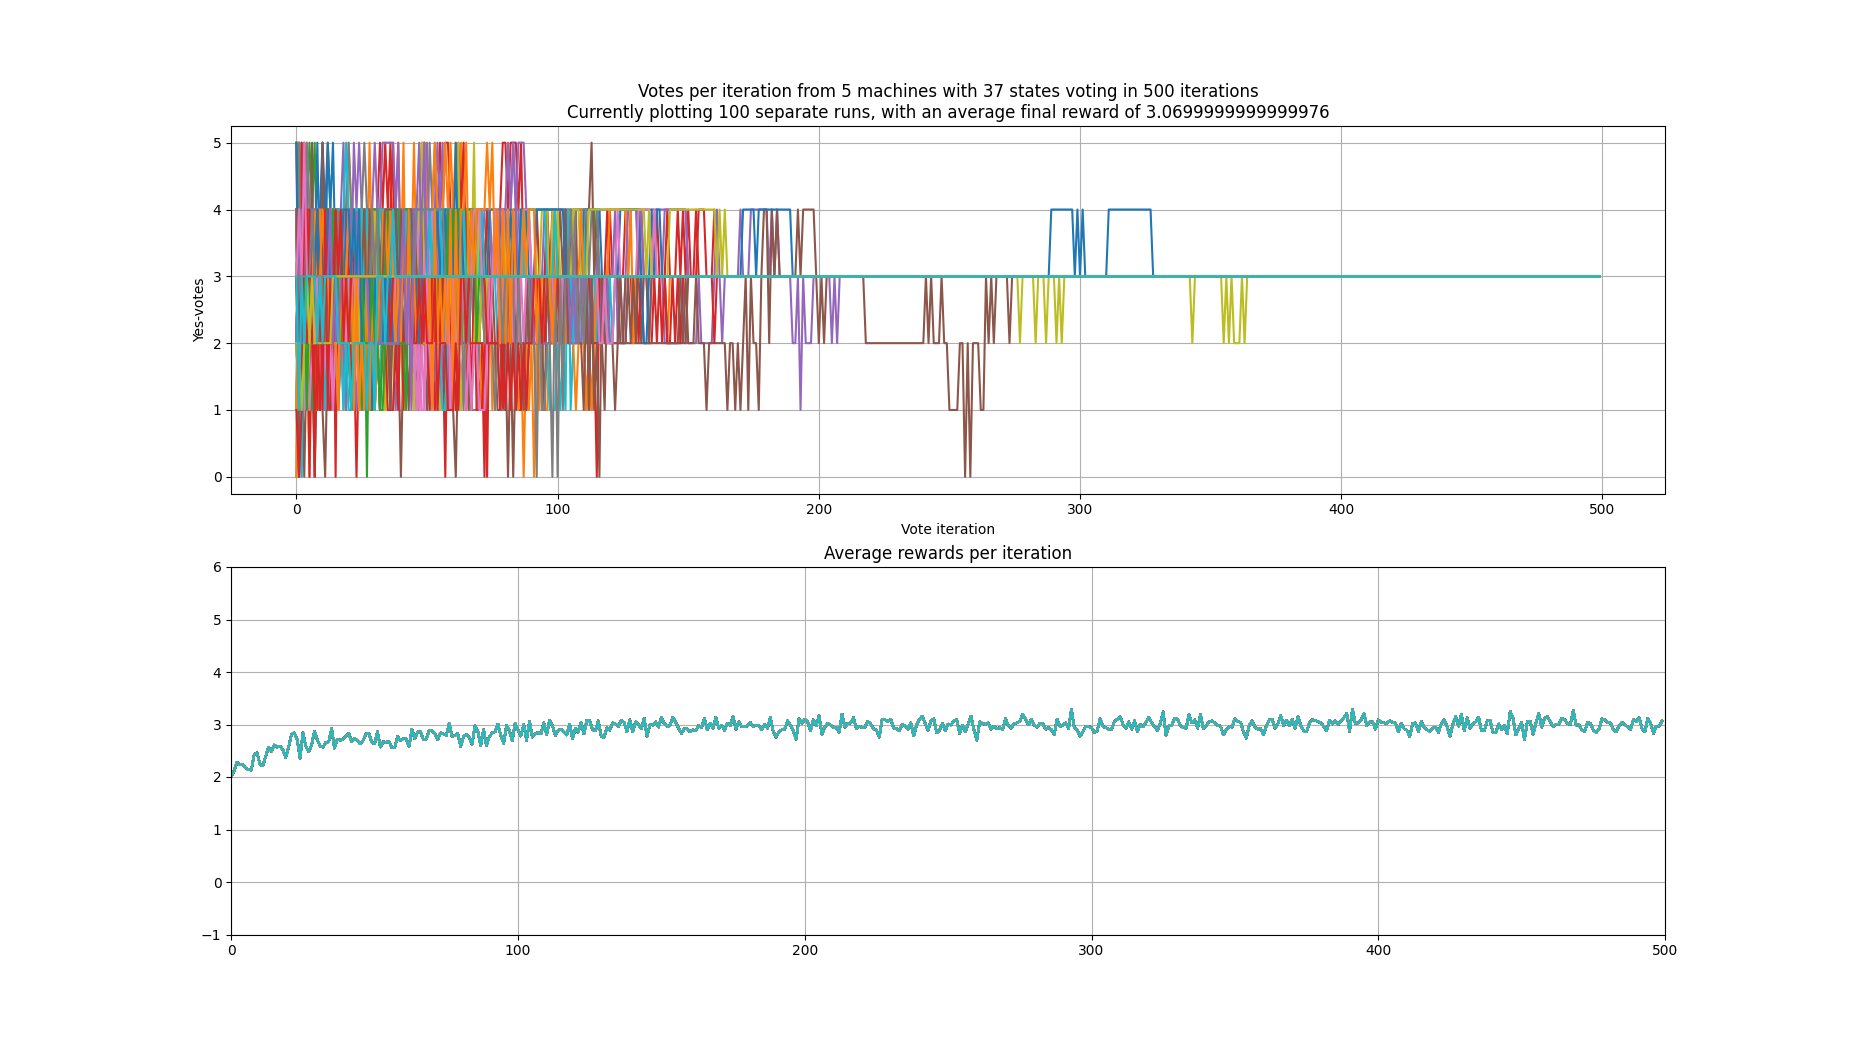 Votes per iteration from 5 machines with 37 states voting in 500 iterations
Currently plotting 100 separate runs, with an average final reward of 3.0699999999999976
5
4
3
2
1
0
Yes-votes
0 100 200 300 400 500
Vote iteration
Average rewards per iteration
6
5
4
3
2
1
0
−1
0 100 200 300 400 500